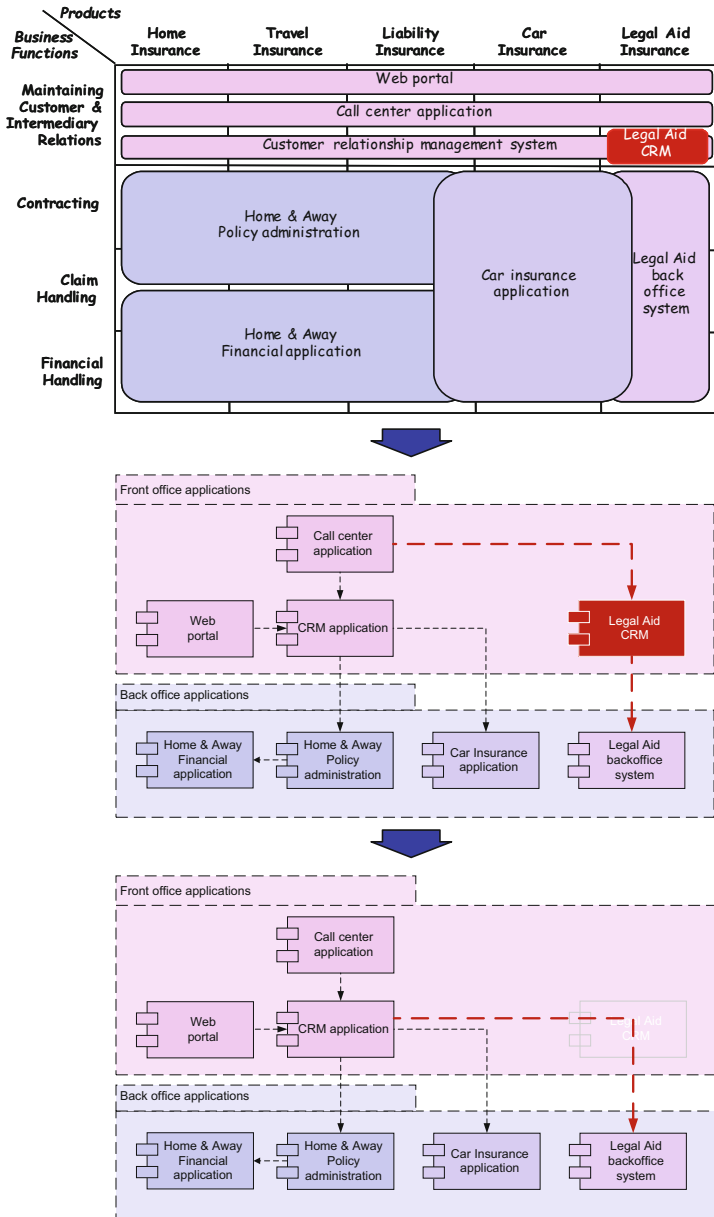 Products
Business
Functions
Home
Insurance
Travel
Insurance
Liability
Insurance
Car
Insurance
Legal Aid
Insurance
Maintaining
Customer &
Intermediary
Relations
Web portal
Call center application
Customer relationship management system
Legal Aid
CRM
Contracting
Claim
Handling
Financial
Handling
Home & Away
Policy administration
Home & Away
Financial application
Car insurance
application
Legal Aid
back
office
system
Front office applications
Call center
application
Web
portal
CRM application
Legal Aid
CRM
Back office applications
Home & Away
Financial
application
Home & Away
Policy
administration
Car Insurance
application
Legal Aid
backoffice
system
Front office applications
Call center
application
Web
portal
CRM application
Legal Aid
CRM
Back office applications
Home & Away
Financial
application
Home & Away
Policy
administration
Car Insurance
application
Legal Aid
backoffice
system